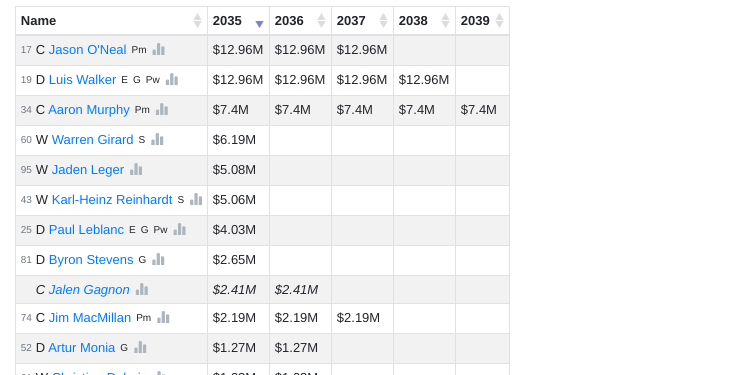 Name 2035 2036 2037 2038 2039
17 C Jason O'Neal Pm $12.96M $12.96M $12.96M
19 D Luis Walker E G Pw $12.96M $12.96M $12.96M $12.96M
34 C Aaron Murphy Pm $7.4M $7.4M $7.4M $7.4M $7.4M
60 W Warren Girard S $6.19M
95 W Jaden Leger $5.08M
43 W Karl-Heinz Reinhardt S $5.06M
25 D Paul Leblanc E G Pw $4.03M
81 D Byron Stevens G $2.65M
C Jalen Gagnon $2.41M $2.41M
74 C Jim MacMillan Pm $2.19M $2.19M $2.19M
52 D Artur Monia G $1.27M $1.27M